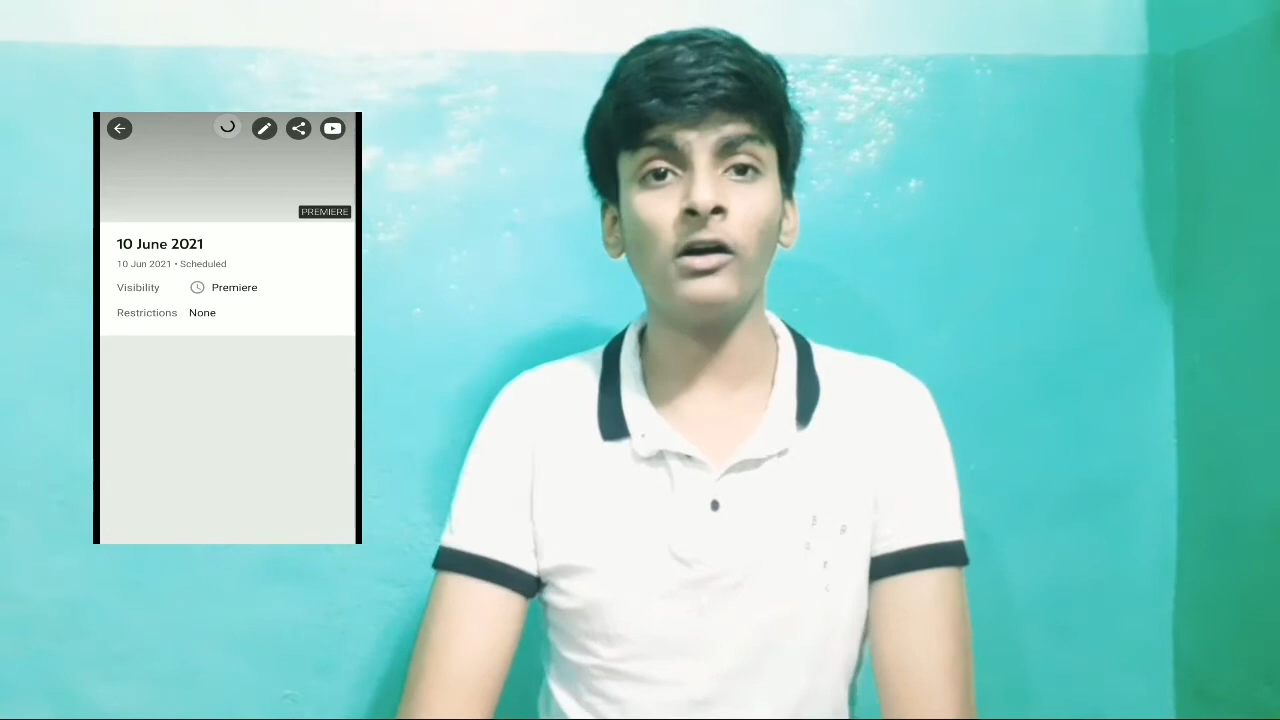 PREMIERE
10 June 2021
10 Jun 2021 • Scheduled
Visibility Premiere
Restrictions None